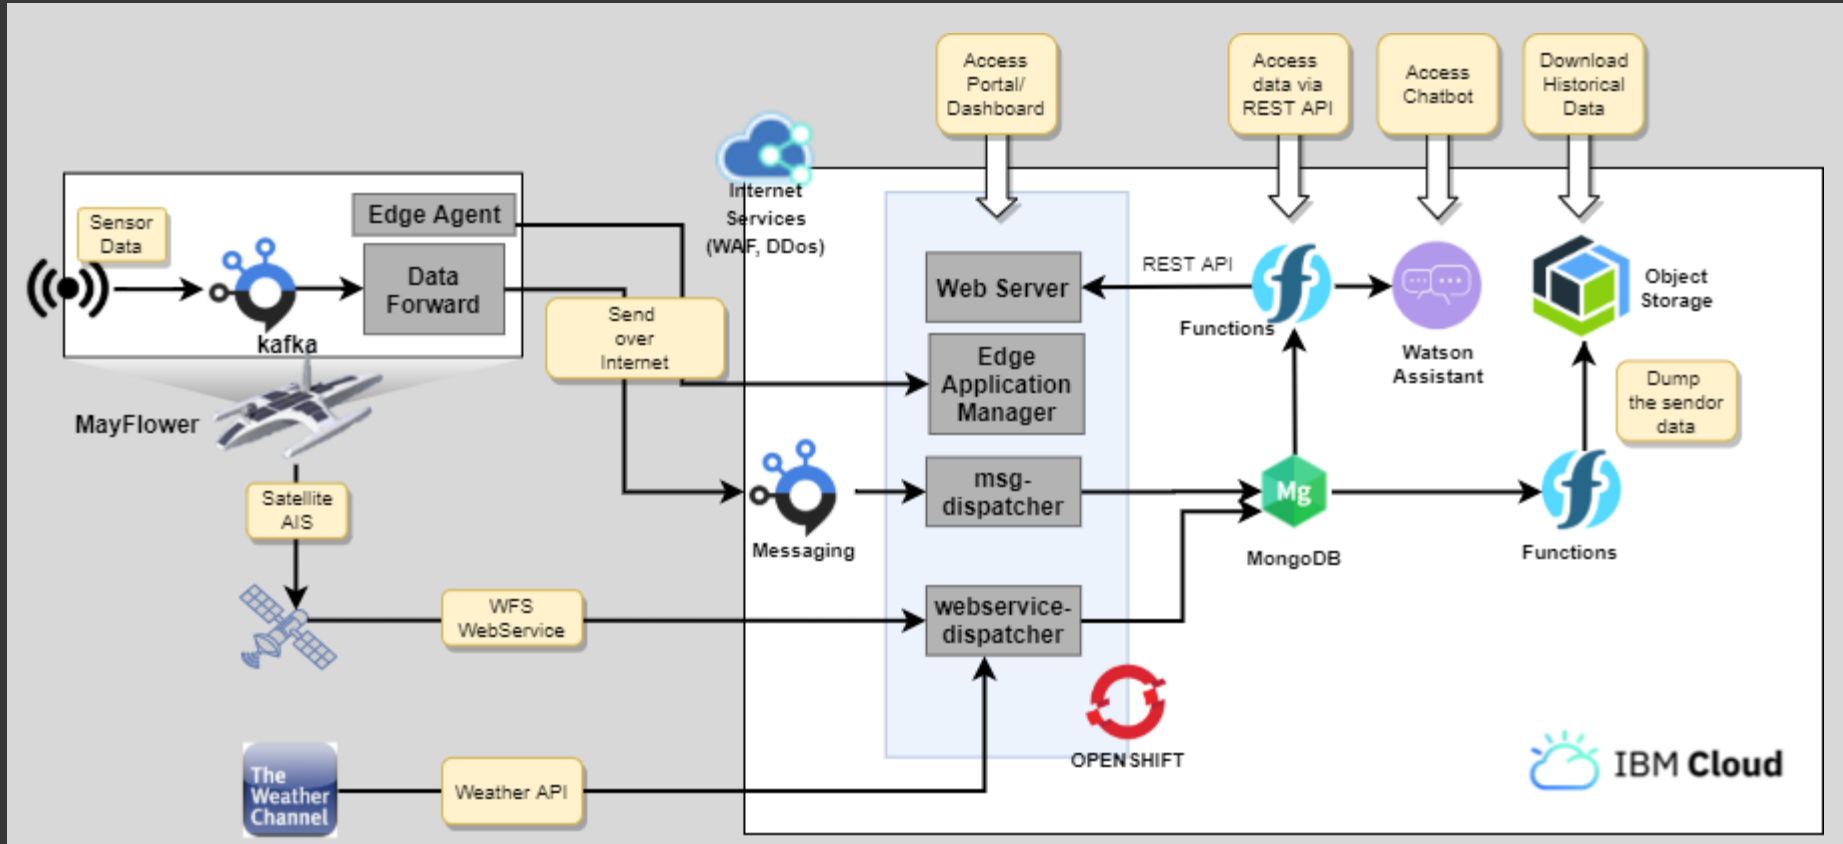 Access
Portal/
Dashboard
Access
data via
REST API
Access
Chatbot
Download
Historical
Data
Internet
Services
(WAF, DDos)
Sensor
Data
Edge Agent
Data
Forward
kafka
MayFlower
Send
over
Internet
Web Server
REST API
Functions
Watson
Assistant
Object
Storage
Edge
Application
Manager
Dump
the sendor
data
Satellite
AIS
Messaging
msg-
dispatcher
Mg
MongoDB
Functions
WFS
WebService
webservice-
dispatcher
OPENSHIFT
The
Weather
Channel
Weather API
IBM Cloud